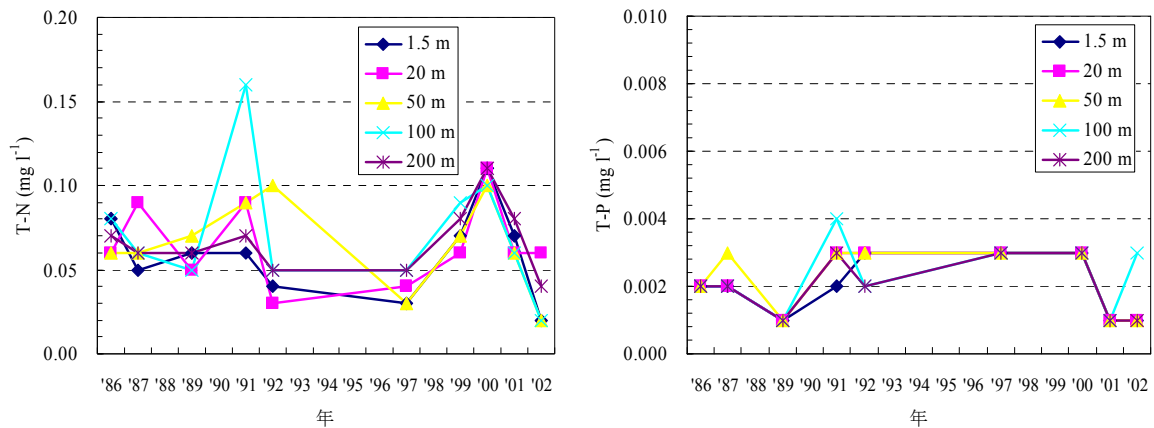 T-N (mg l-1)
0.20
0.15
0.10
0.05
0.00
1.5 m
20 m
50 m
100 m
200 m
'86 '87 '88 '89 '90 '91 '92 '93 '94 '95 '96 '97 '98 '99 '00 '01 '02
年
T-P (mg l-1)
0.010
0.008
0.006
0.004
0.002
0.000
1.5 m
20 m
50 m
100 m
200 m
'86 '87 '88 '89 '90 '91 '92 '93 '94 '95 '96 '97 '98 '99 '00 '01 '02
年